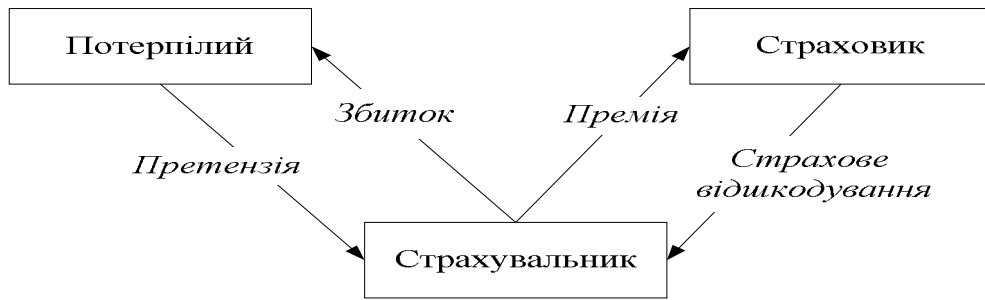 Потерпілий
Страховик
Збиток
Премія
Претензія
Страхове
відшкодування
Страхувальник